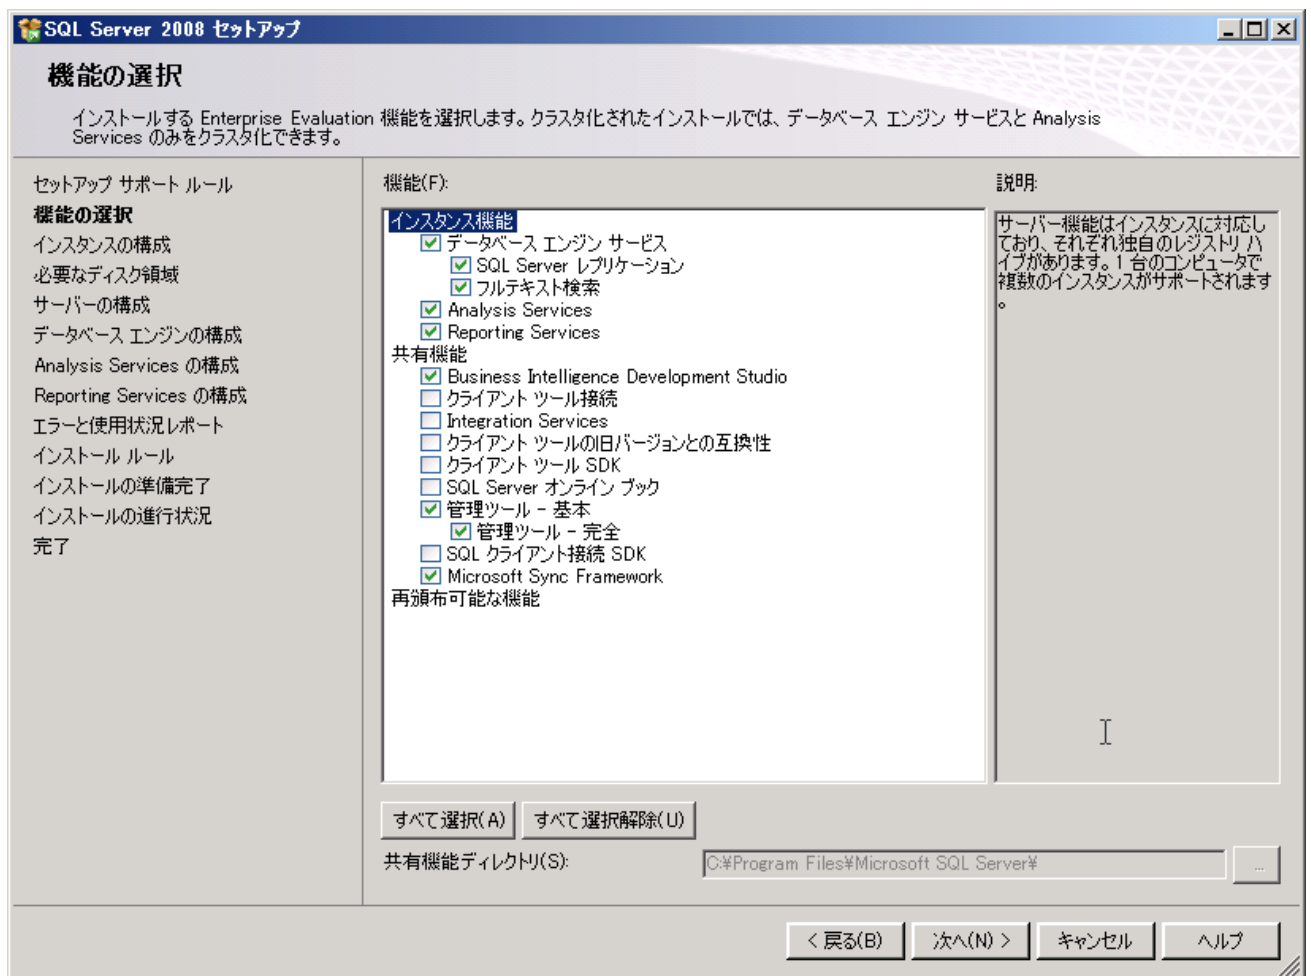 SQL Server 2008 セットアップ
機能の選択
インストールする Enterprise Evaluation 機能を選択します。クラスタ化されたインストールでは、データベース エンジン サービスと Analysis
Services のみをクラスタ化できます。
セットアップ サポート ルール
機能の選択
インスタンスの構成
必要なディスク領域
サーバーの構成
データベース エンジンの構成
Analysis Services の構成
Reporting Services の構成
エラーと使用状況レポート
インストール ルール
インストールの準備完了
インストールの進行状況
完了
機能(F):
インスタンス機能
データベース エンジン サービス
SQL Server レプリケーション
フルテキスト検索
Analysis Services
Reporting Services
共有機能
Business Intelligence Development Studio
クライアント ツール接続
Integration Services
クライアント ツールの旧バージョンとの互換性
クライアント ツール SDK
SQL Server オンライン ブック
管理ツール - 基本
管理ツール - 完全
SQL クライアント接続 SDK
Microsoft Sync Framework
再頒布可能な機能
説明:
サーバー機能はインスタンスに対応し
ており、それぞれ独自のレジストリ ハ
イブがあります。1 台のコンピュータで
複数のインスタンスがサポートされます
。
すべて選択(A)
すべて選択解除(U)
共有機能ディレクトリ(S):
C:¥Program Files¥Microsoft SQL Server¥
...
< 戻る(B)
次へ(N) >
キャンセル
ヘルプ